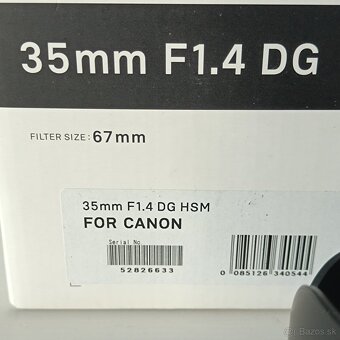 35mm F1.4 DG
FILTER SIZE: 67mm
35mm F1.4 DG HSM
FOR CANON
Serial No
52826633
0 085126 340544
Bazos.sk